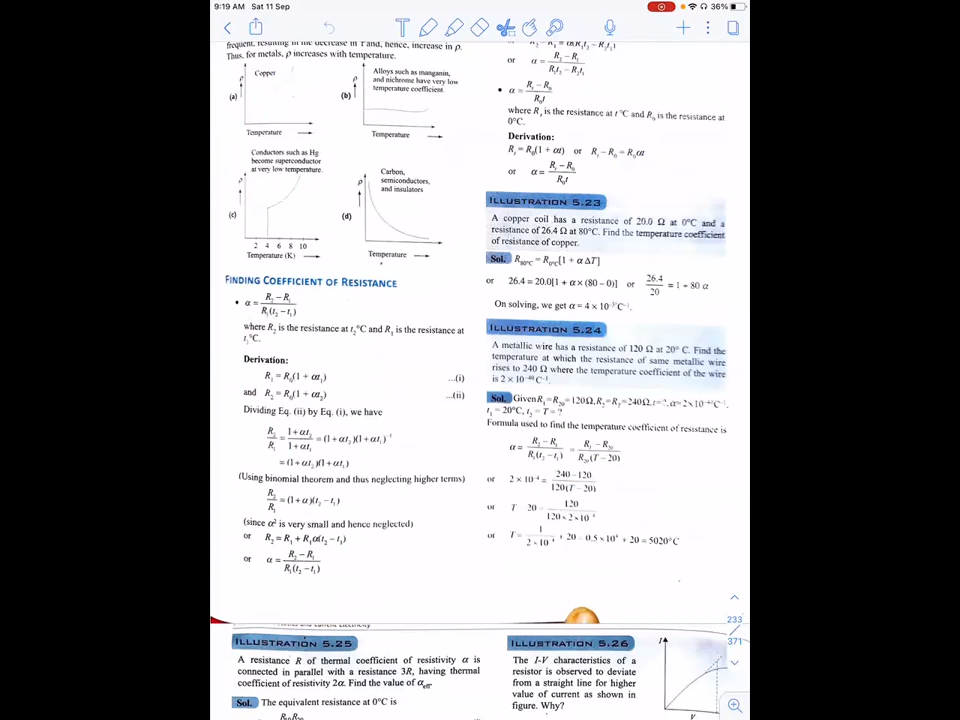 9:19 AM Sat 11 Sep
36%
frequent, resulting in the decrease in τ and, hence, increase in ρ.
Thus, for metals, ρ increases with temperature.
Copper
ρ
(a)
Temperature
Alloys such as manganin,
and nichrome have very low
temperature coefficient
ρ
(b)
Temperature
Conductors such as Hg
become superconductor
at very low temperature.
ρ
(c)
2 4 6 8 10
Temperature (K)
Carbon,
semiconductors,
and insulators
ρ
(d)
Temperature
FINDING COEFFICIENT OF RESISTANCE
• α = (R₂ – R₁)/(R₁(t₂ – t₁))
where R₂ is the resistance at t₂°C and R₁ is the resistance at
t₁°C.
Derivation:
R₁ = R₀(1 + αt₁) ...(i)
and R₂ = R₀(1 + αt₂) ...(ii)
Dividing Eq. (ii) by Eq. (i), we have
R₂/R₁ = (1 + αt₂)/(1 + αt₁) = (1 + αt₂)(1 + αt₁)⁻¹
= (1 + αt₂)(1 + αt₁)
(Using binomial theorem and thus neglecting higher terms)
R₂/R₁ = (1 + α)(t₂ – t₁)
(since α² is very small and hence neglected)
or R₂ = R₁ + R₁α(t₂ – t₁)
or α = (R₂ – R₁)/(R₁(t₂ – t₁))
or α = (R₂ – R₁)/(R₁t₂ – R₂t₁)
• α = (Rₜ – R₀)/(R₀t)
where Rₜ is the resistance at t°C and R₀ is the resistance at
0°C.
Derivation:
Rₜ = R₀(1 + αt) or Rₜ – R₀ = R₀αt
or α = (Rₜ – R₀)/(R₀t)
ILLUSTRATION 5.23
A copper coil has a resistance of 20.0 Ω at 0°C and a
resistance of 26.4 Ω at 80°C. Find the temperature coefficient
of resistance of copper.
Sol. R₈₀°C = R₀°C[1 + α ΔT]
or 26.4 = 20.0[1 + α × (80 – 0)] or 26.4/20 = 1 + 80 α
On solving, we get α = 4 × 10⁻³°C⁻¹.
ILLUSTRATION 5.24
A metallic wire has a resistance of 120 Ω at 20° C. Find the
temperature at which the resistance of same metallic wire
rises to 240 Ω where the temperature coefficient of the wire
is 2 × 10⁻⁴°C⁻¹.
Sol. Given R₁ = R₂₀ = 120Ω, R₂ = R_T = 240Ω, t = ?, α = 2 × 10⁻⁴°C⁻¹.
t₁ = 20°C, t₂ = T = ?
Formula used to find the temperature coefficient of resistance is
α = (R₂ – R₁)/(R₁(t₂ – t₁)) = (R_T – R₂₀)/(R₂₀(T – 20))
or 2 × 10⁻⁴ = (240 – 120)/(120(T – 20))
or T – 20 = 120/(120 × 2 × 10⁻⁴)
or T = 1/(2 × 10⁻⁴) + 20 = 0.5 × 10⁴ + 20 = 5020°C
233
371
ILLUSTRATION 5.25
A resistance R of thermal coefficient of resistivity α is
connected in parallel with a resistance 3R, having thermal
coefficient of resistivity 2α. Find the value of α_eff.
Sol. The equivalent resistance at 0°C is
ILLUSTRATION 5.26
The I-V characteristics of a
resistor is observed to deviate
from a straight line for higher
value of current as shown in
figure. Why?
I
V